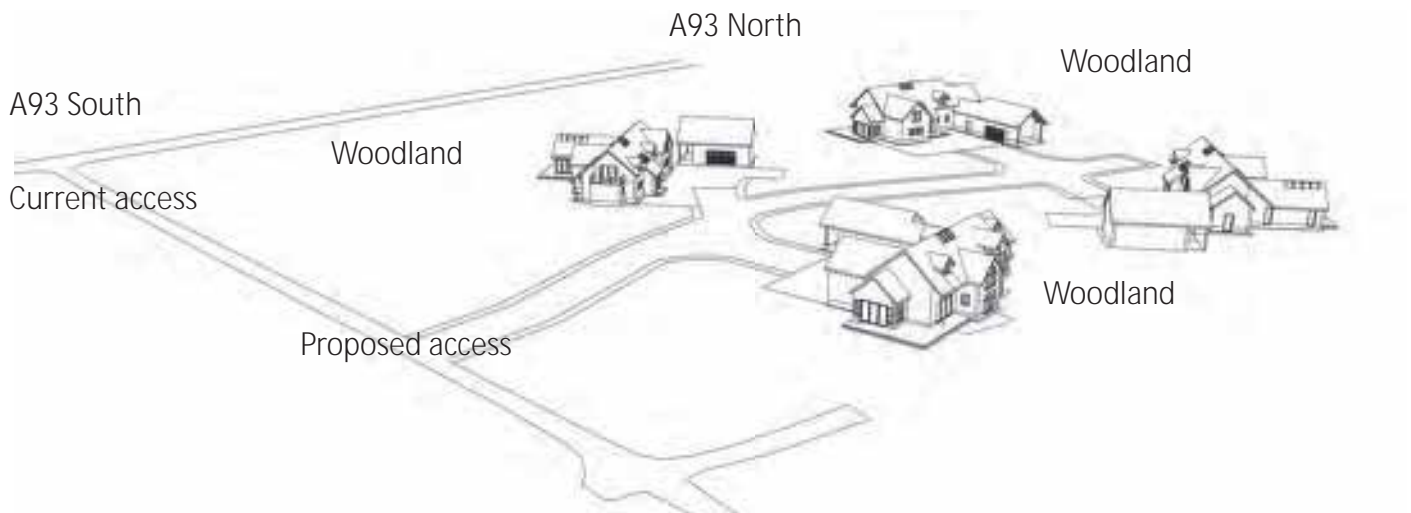 A93 North
Woodland
A93 South
Woodland
Current access
Woodland
Proposed access